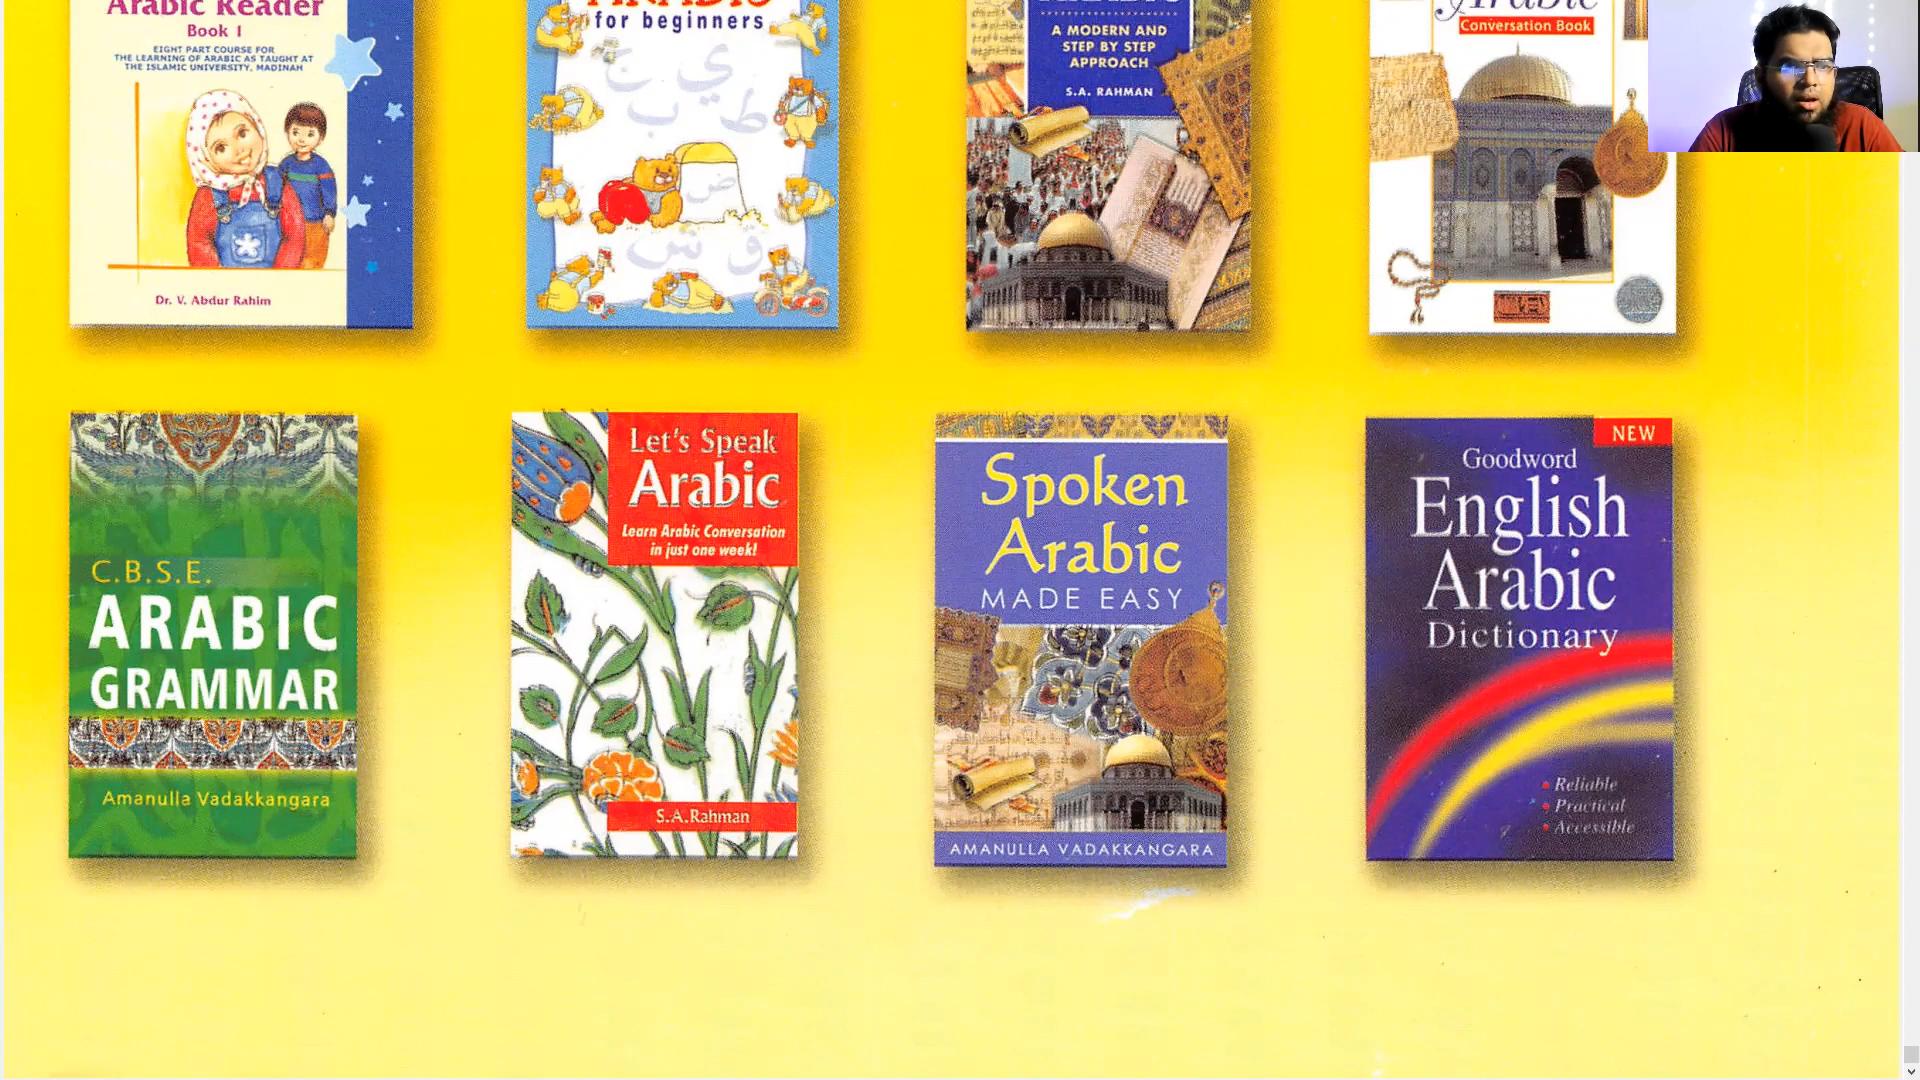 Arabic Reader
Book 1
EIGHT PART COURSE FOR
THE LEARNING OF ARABIC AS TAUGHT AT
THE ISLAMIC UNIVERSITY, MADINAH
Dr. V. Abdur Rahim
for beginners
ج
ي
ب
ط
ض
س
ق
A MODERN AND
STEP BY STEP
APPROACH
S.A. RAHMAN
Arabic
Conversation Book
C.B.S.E.
ARABIC
GRAMMAR
Amanulla Vadakkangara
Let's Speak
Arabic
Learn Arabic Conversation
in just one week!
S.A.Rahman
Spoken
Arabic
MADE EASY
AMANULLA VADAKKANGARA
NEW
Goodword
English
Arabic
Dictionary
• Reliable
• Practical
• Accessible